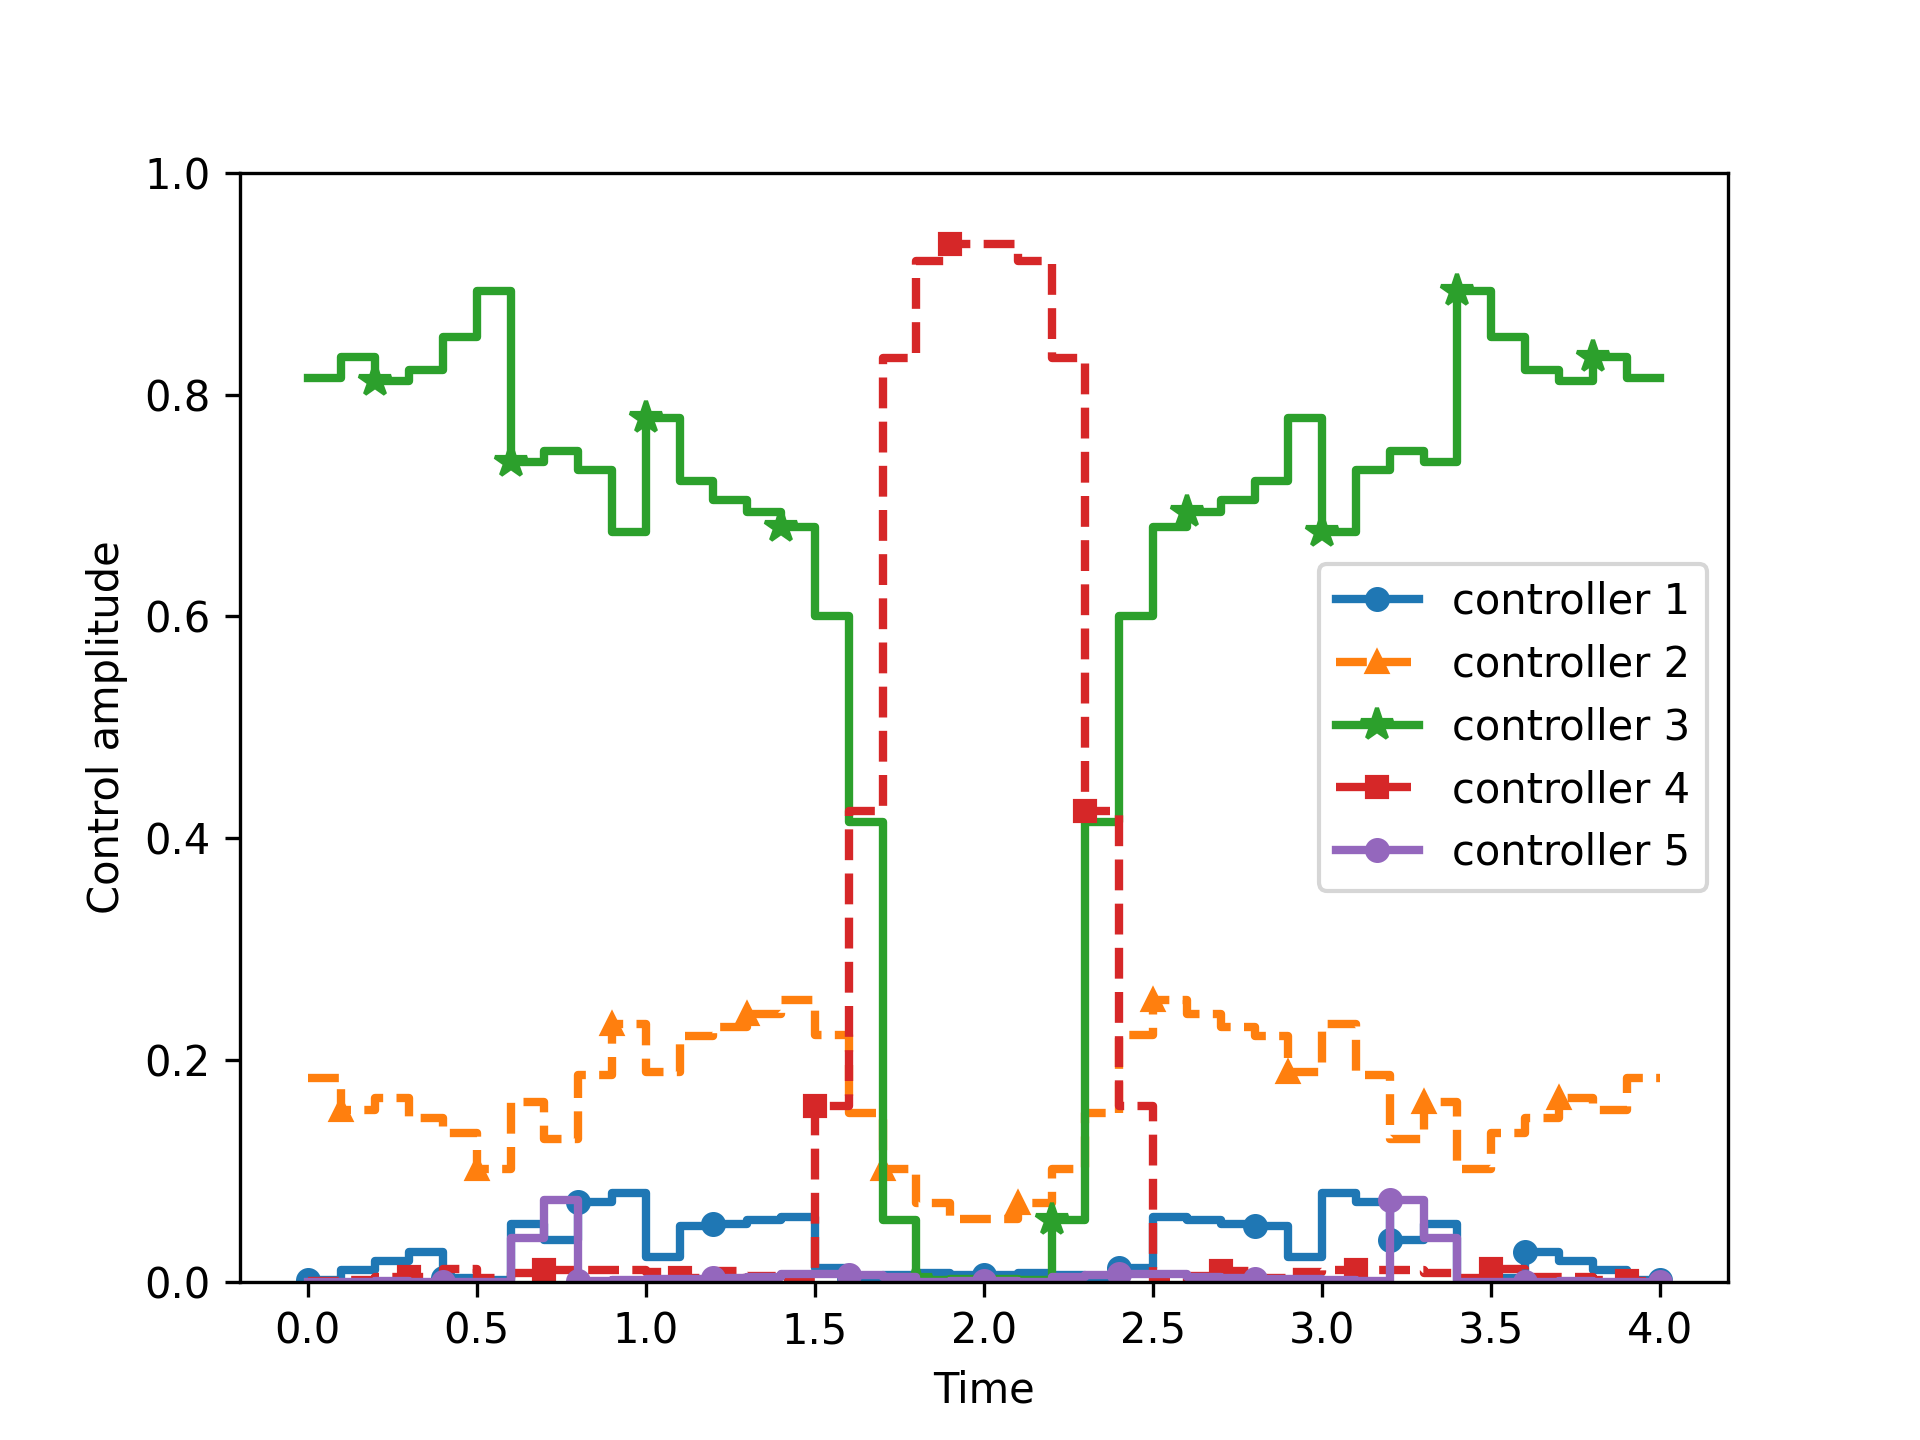 1.0
0.8
0.6
0.4
0.2
0.0
Control amplitude
controller 1
controller 2
controller 3
controller 4
controller 5
0.0 0.5 1.0 1.5 2.0 2.5 3.0 3.5 4.0
Time